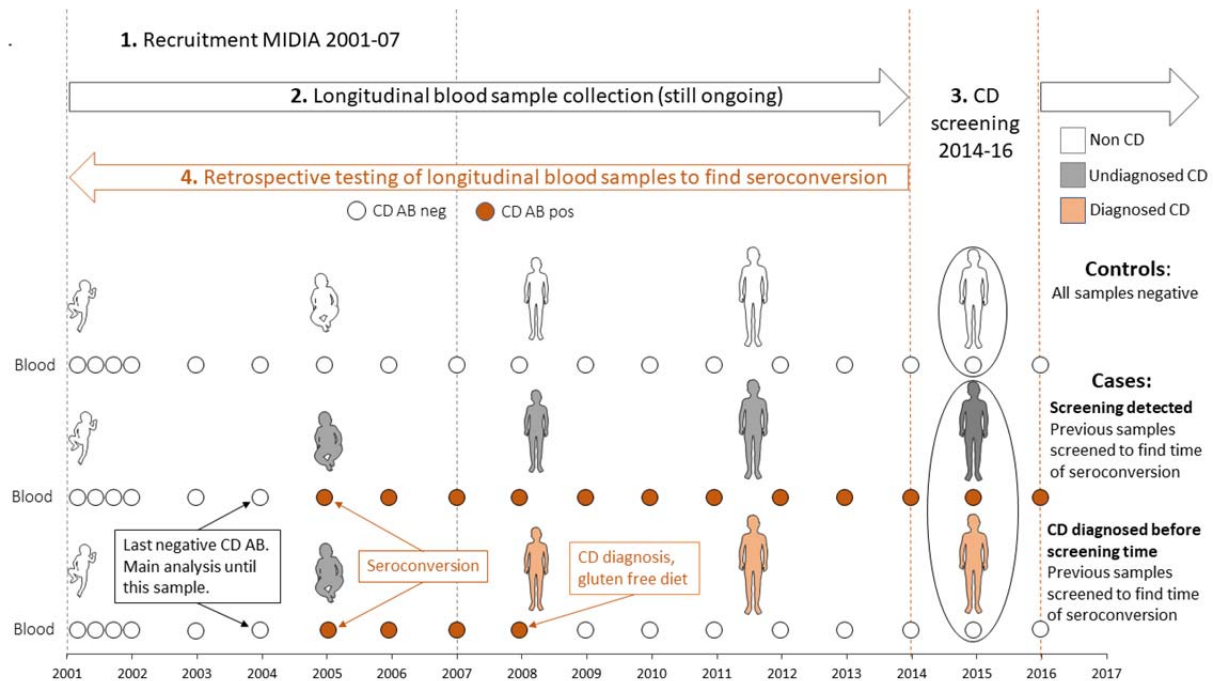 1. Recruitment MIDIA 2001-07
2. Longitudinal blood sample collection (still ongoing)
3. CD
screening
2014-16
4. Retrospective testing of longitudinal blood samples to find seroconversion
CD AB neg
CD AB pos
Non CD
Undiagnosed CD
Diagnosed CD
Controls:
All samples negative
Blood
Cases:
Screening detected
Previous samples
screened to find time
of seroconversion
Blood
Last negative CD AB.
Main analysis until
this sample.
Seroconversion
CD diagnosis,
gluten free diet
CD diagnosed before
screening time
Previous samples
screened to find time
of seroconversion
Blood
2001 2002 2003 2004 2005 2006 2007 2008 2009 2010 2011 2012 2013 2014 2015 2016 2017